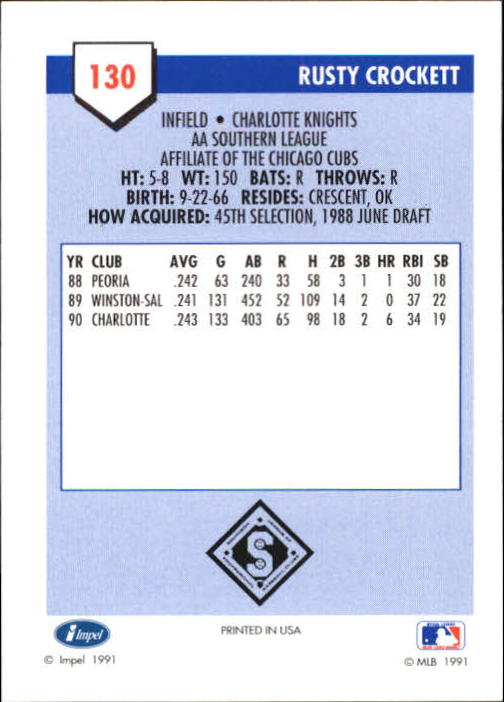 130
RUSTY CROCKETT
INFIELD • CHARLOTTE KNIGHTS
AA SOUTHERN LEAGUE
AFFILIATE OF THE CHICAGO CUBS
HT: 5-8 WT: 150 BATS: R THROWS: R
BIRTH: 9-22-66 RESIDES: CRESCENT, OK
HOW ACQUIRED: 45TH SELECTION, 1988 JUNE DRAFT
YR CLUB AVG G AB R H 2B 3B HR RBI SB
88 PEORIA .242 63 240 33 58 3 1 1 30 18
89 WINSTON-SAL .241 131 452 52 109 14 2 0 37 22
90 CHARLOTTE .243 133 403 65 98 18 2 6 34 19
S
Impel
PRINTED IN USA
© Impel 1991
© MLB 1991